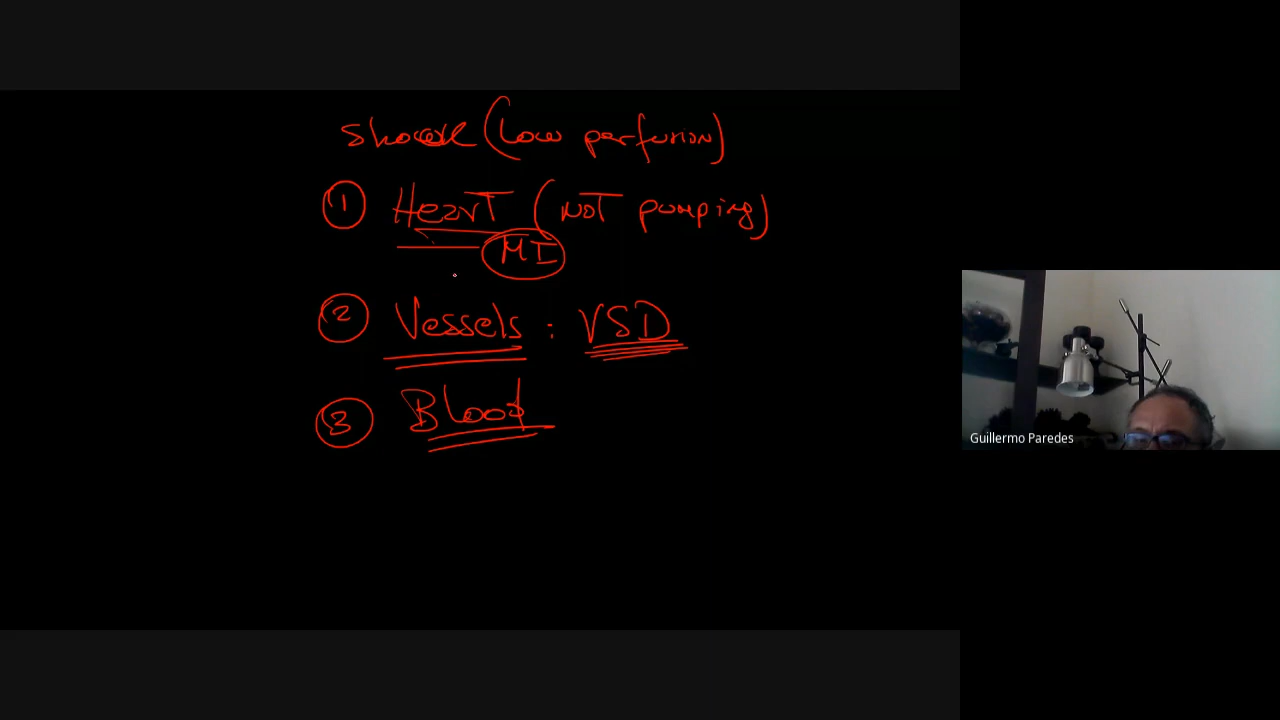 Shock (low perfusion)
1 Heart (not pumping)
MI
2 Vessels : VSD
3 Blood
Guillermo Paredes